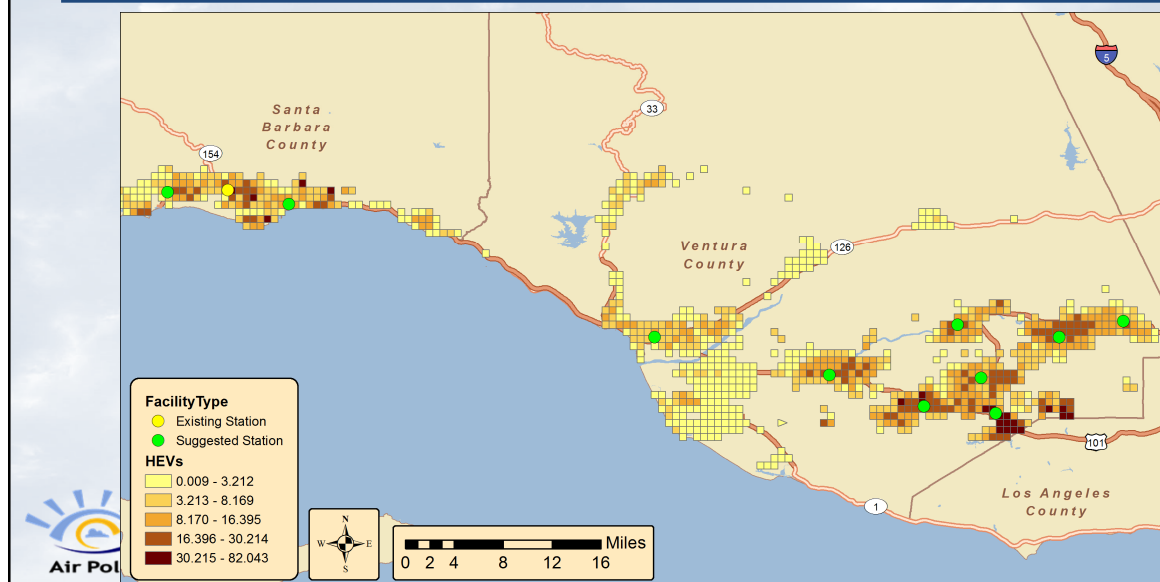 5
33
Santa
Barbara
County
154
Ventura
County
126
FacilityType
Existing Station
Suggested Station
HEVs
0.009 - 3.212
3.213 - 8.169
8.170 - 16.395
16.396 - 30.214
30.215 - 82.043
101
Los Angeles
County
1
N
W E
S
Miles
0 2 4 8 12 16
Air Pol